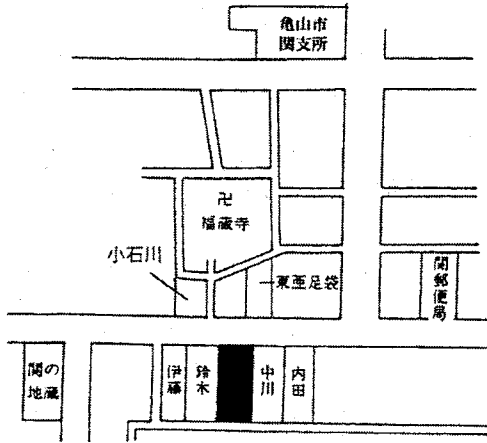 亀山市
関支所
卍
福蔵寺
小石川
東亜足袋
関郵便局
関の
地蔵
伊藤
鈴木
中川
内田